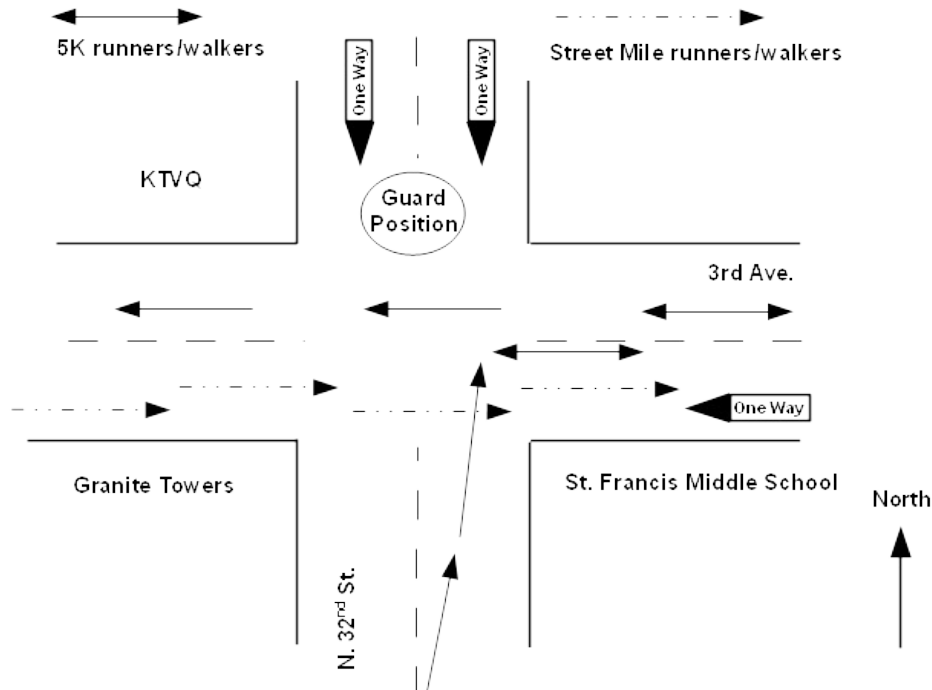 5K runners/walkers
Street Mile runners/walkers
One Way
One Way
KTVQ
Guard
Position
3rd Ave.
One Way
Granite Towers
St. Francis Middle School
North
N. 32nd St.